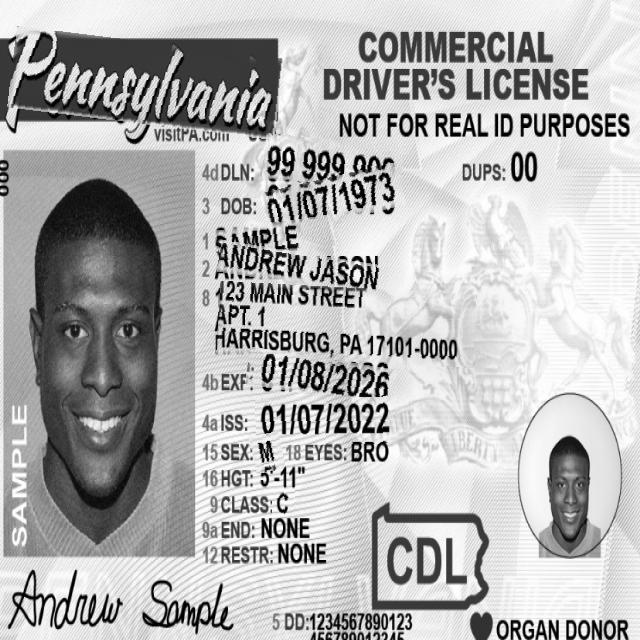 Pennsylvania
visitPA.com
COMMERCIAL
DRIVER'S LICENSE
NOT FOR REAL ID PURPOSES
4d DLN: 99 999 999
DUPS: 00
3 DOB: 01/07/1973
1 SAMPLE
2 ANDREW JASON
8 123 MAIN STREET
APT. 1
HARRISBURG, PA 17101-0000
4b EXP: 01/08/2026
4a ISS: 01/07/2022
15 SEX: M 18 EYES: BRO
16 HGT: 5'-11"
9 CLASS: C
9a END: NONE
12 RESTR: NONE
SAMPLE
CDL
Andrew Sample
5 DD: 1234567890123
456789012345
ORGAN DONOR